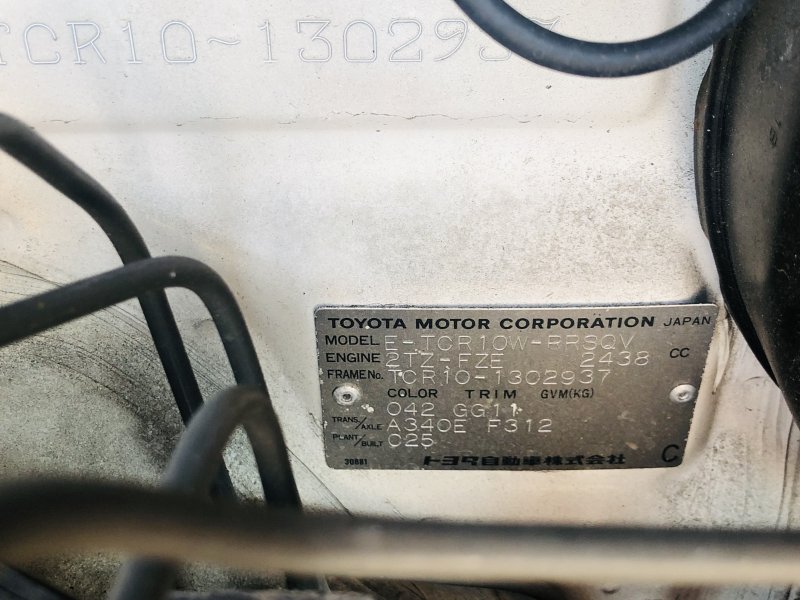 TCR10-1302937
TOYOTA MOTOR CORPORATION JAPAN
MODEL E-TCR10W-RRSQV
ENGINE 2TZ-FZE 2438 CC
FRAME No. TCR10-1302937
COLOR TRIM GVM(KG)
042 GG11
TRANS/AXLE A340E F312
PLANT/BUILT C25
30881 トヨタ自動車株式会社 C